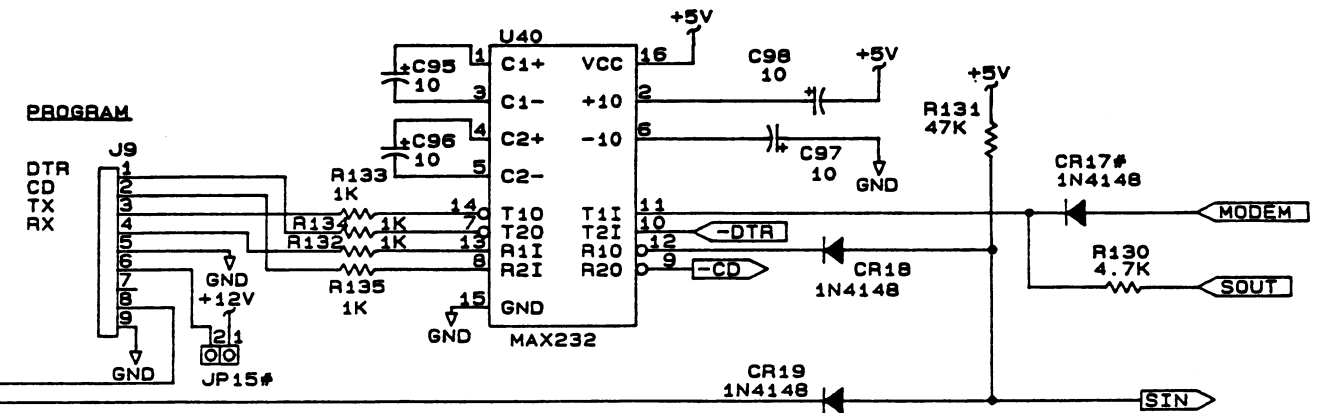 PROGRAM
J9
DTR
CD
TX
RX
1
2
3
4
5
6
7
8
9
GND
GND
+12V
2 1
JP15#
R133
1K
R134 1K
R132 1K
R135
1K
+C95
10
+C96
10
U40
1 C1+ VCC 16
3 C1- +10 2
4 C2+ -10 6
5 C2-
14 T1O T1I 11
7 T2O T2I 10
13 R1I R1O 12
8 R2I R2O 9
15 GND
GND
MAX232
+5V
C98
10
+
+5V
C97
10
+
GND
+5V
R131
47K
CR17#
1N4148
MODEM
-DTR
-CD
CR18
1N4148
R130
4.7K
SOUT
CR19
1N4148
SIN